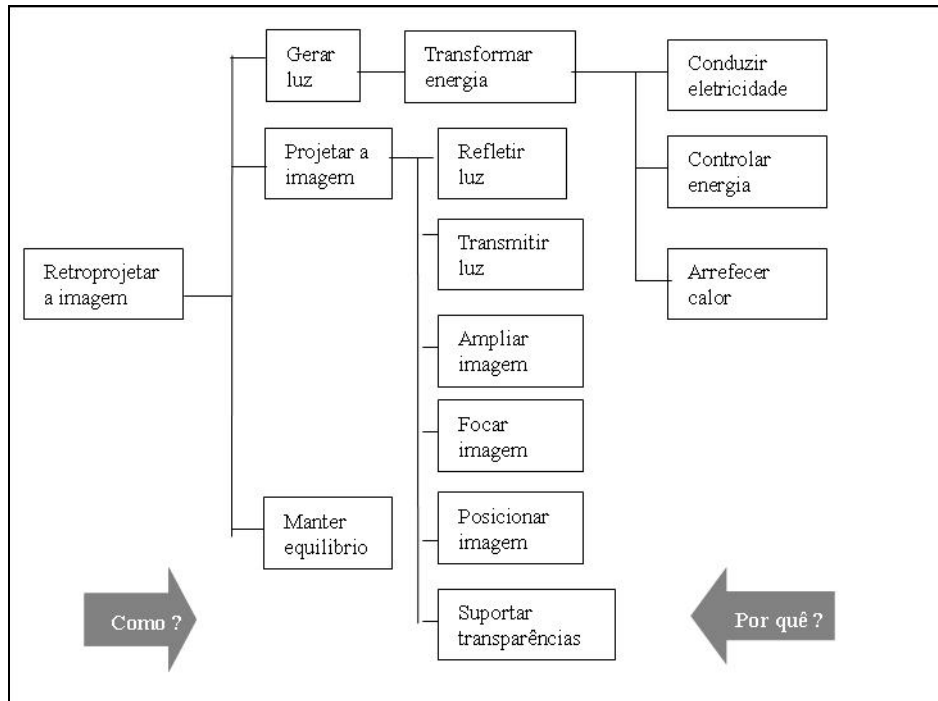 Gerar
luz
Transformar
energia
Conduzir
eletricidade
Projetar a
imagem
Refletir
luz
Controlar
energia
Transmitir
luz
Retroprojetar
a imagem
Arrefecer
calor
Ampliar
imagem
Focar
imagem
Manter
equilibrio
Posicionar
imagem
Suportar
transparências
Como ?
Por quê ?